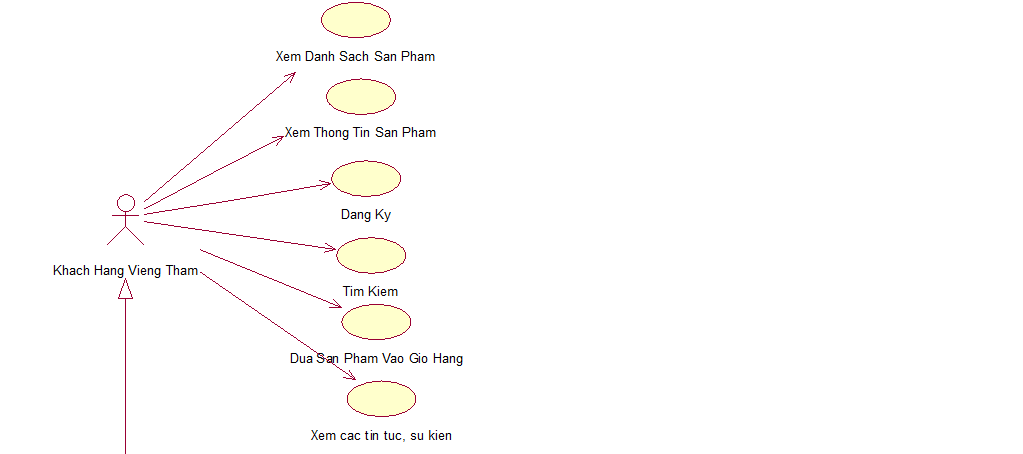 Xem Danh Sach San Pham
Xem Thong Tin San Pham
Dang Ky
Khach Hang Vieng Tham
Tim Kiem
Dua San Pham Vao Gio Hang
Xem cac tin tuc, su kien